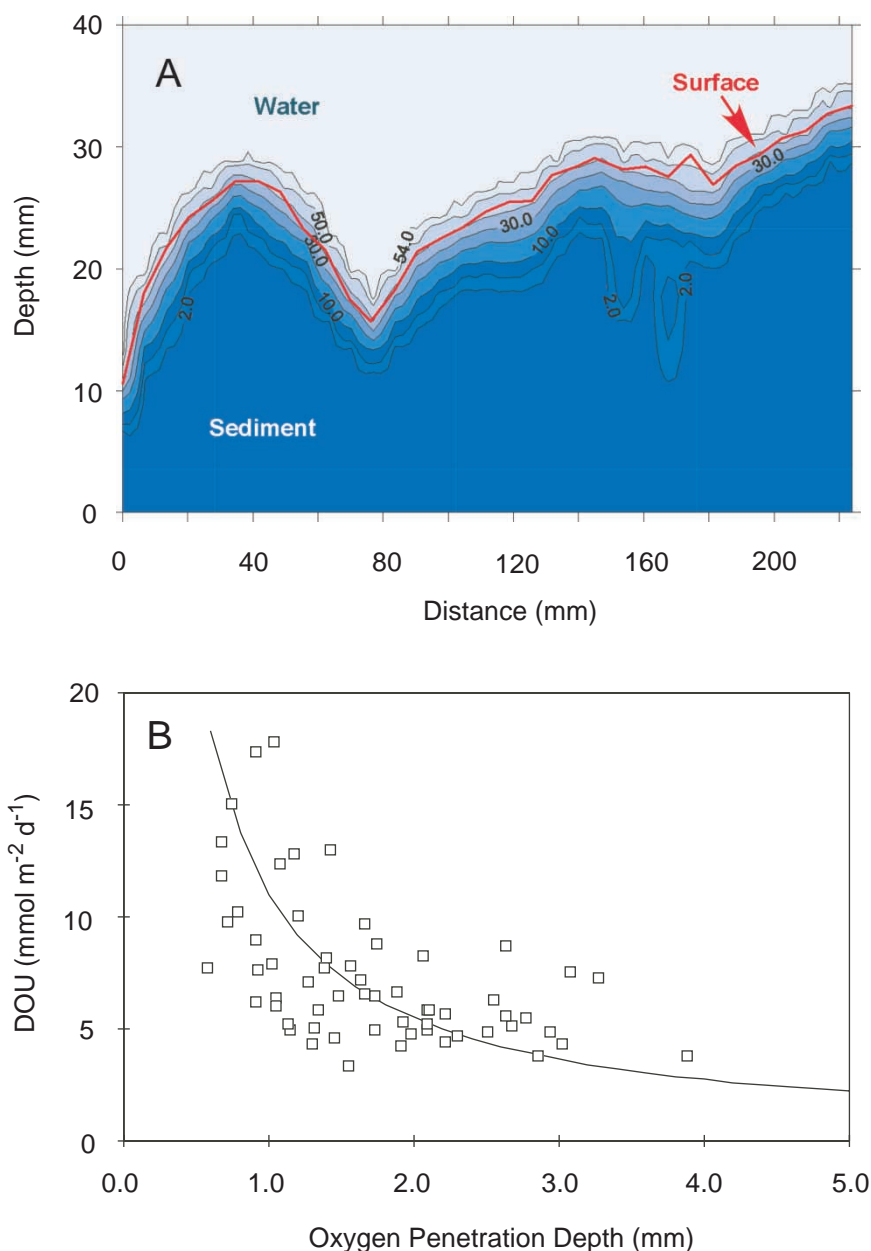 40
A
Surface
Water
30
30.0
50.0
54.0
30.0
30.0
10.0
20
2.0
10.0
2.0
2.0
10
Sediment
0
Depth (mm)
0 40 80 120 160 200
Distance (mm)
20
B
15
10
5
0
DOU (mmol m⁻² d⁻¹)
0.0 1.0 2.0 3.0 4.0 5.0
Oxygen Penetration Depth (mm)